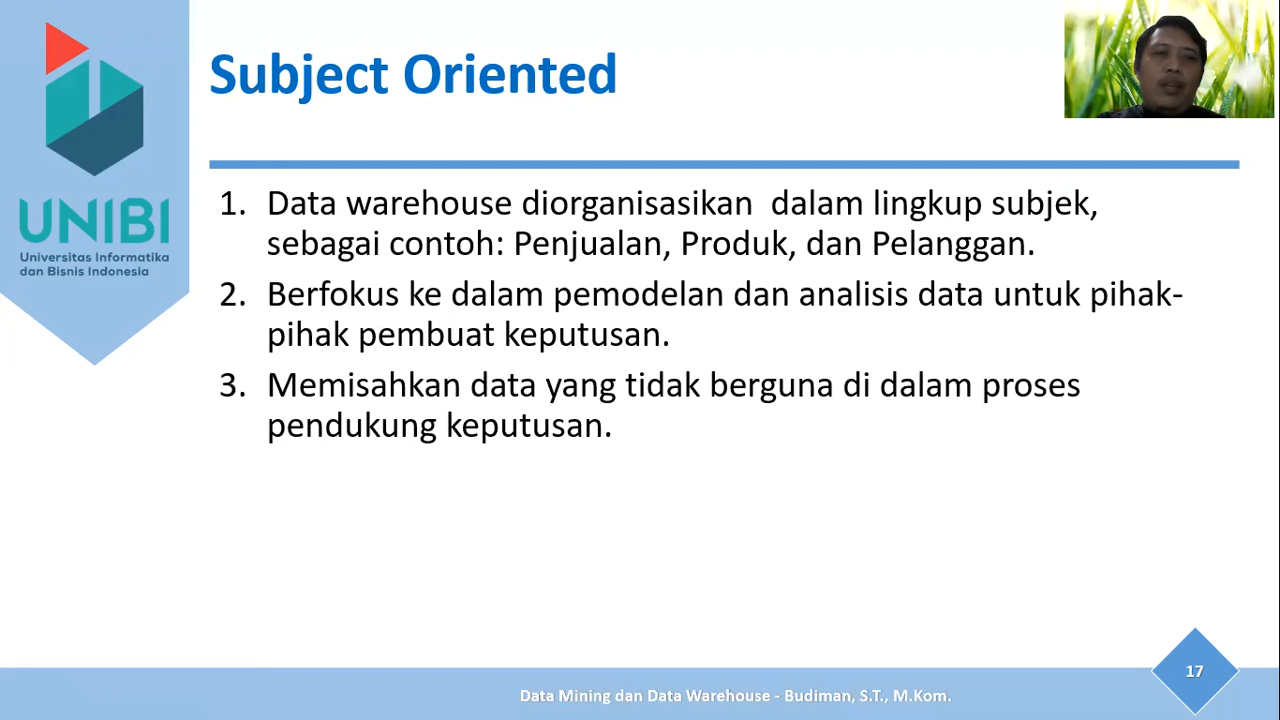 Subject Oriented
1. Data warehouse diorganisasikan dalam lingkup subjek,
sebagai contoh: Penjualan, Produk, dan Pelanggan.
2. Berfokus ke dalam pemodelan dan analisis data untuk pihak-
pihak pembuat keputusan.
3. Memisahkan data yang tidak berguna di dalam proses
pendukung keputusan.
UNIBI
Universitas Informatika
dan Bisnis Indonesia
17
Data Mining dan Data Warehouse - Budiman, S.T., M.Kom.